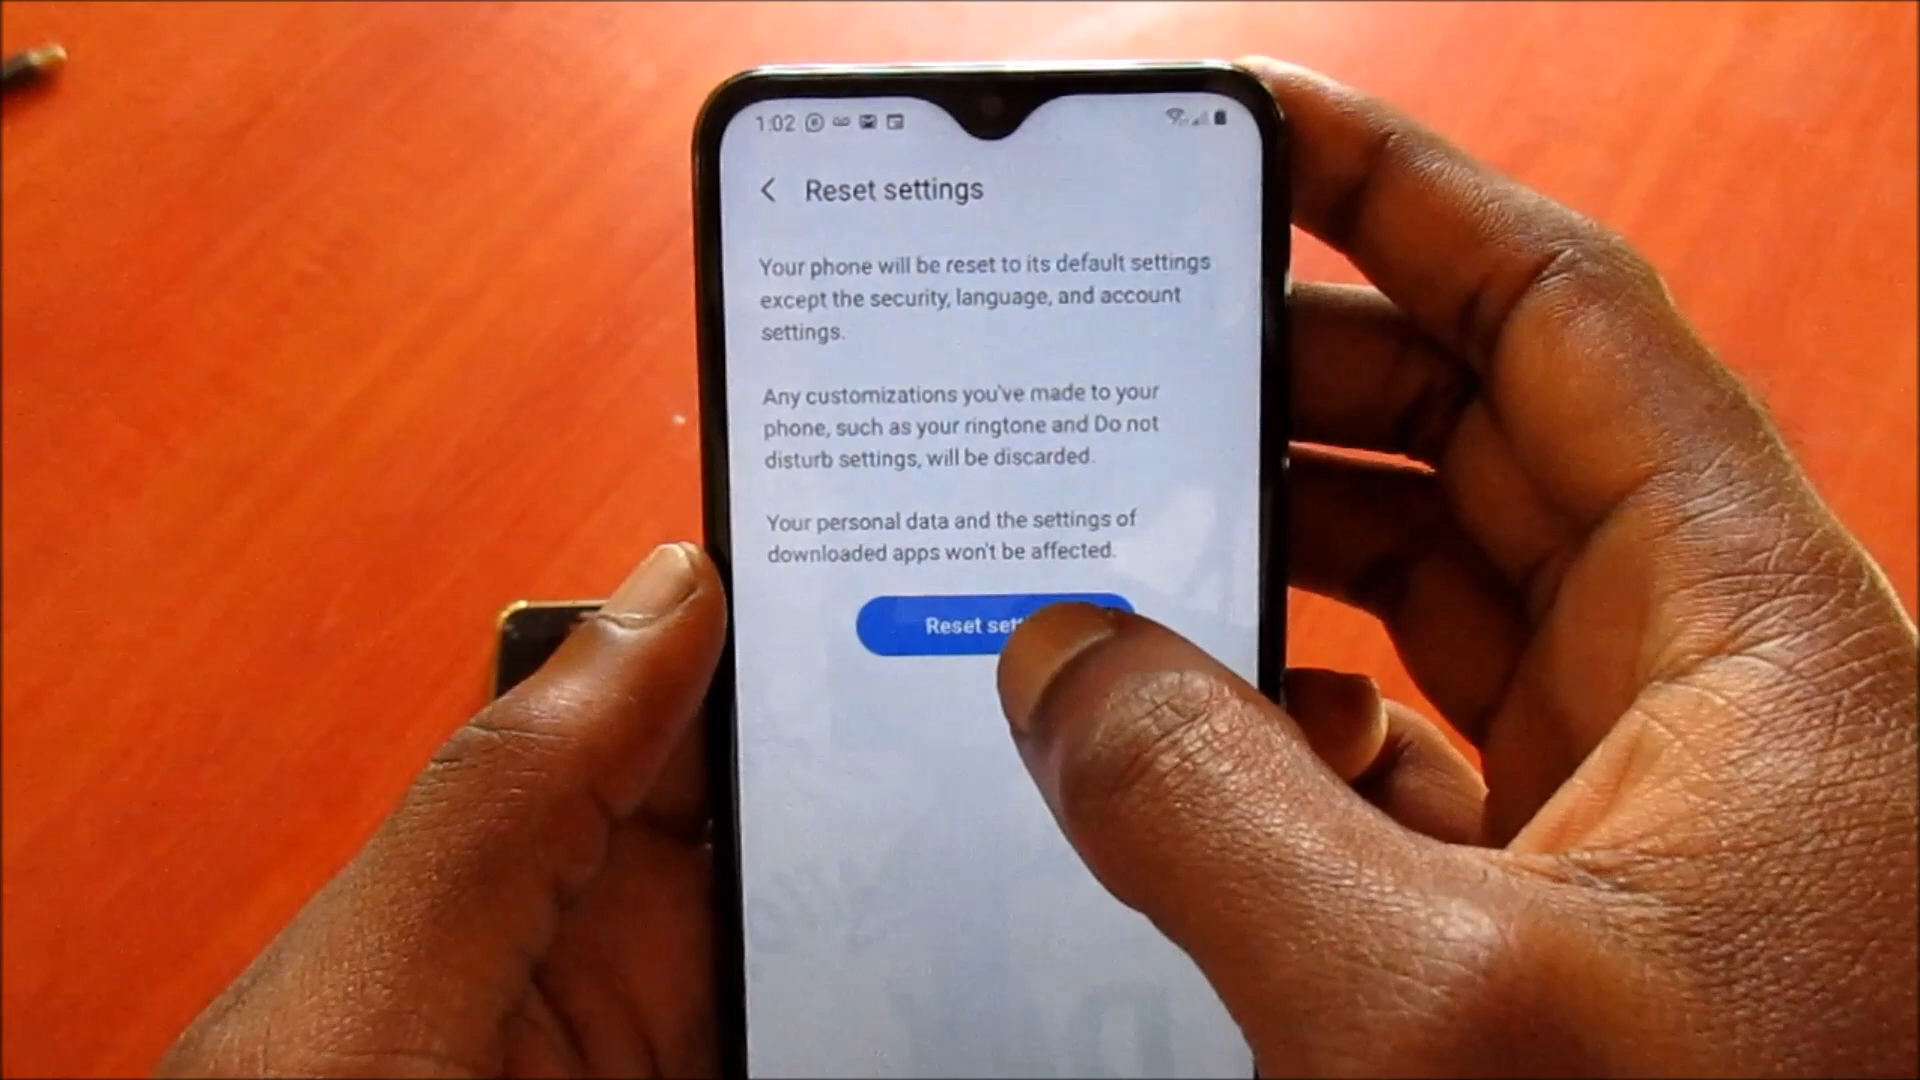 1:02
Reset settings
Your phone will be reset to its default settings
except the security, language, and account
settings.
Any customizations you've made to your
phone, such as your ringtone and Do not
disturb settings, will be discarded.
Your personal data and the settings of
downloaded apps won't be affected.
Reset